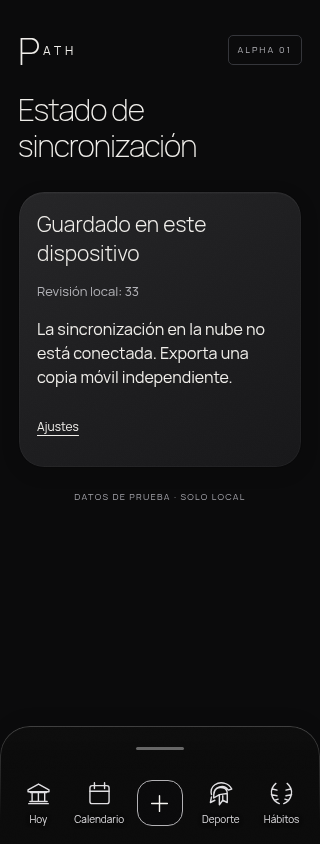 PATH
ALPHA 01
Estado de
sincronización
Guardado en este
dispositivo
Revisión local: 33
La sincronización en la nube no
está conectada. Exporta una
copia móvil independiente.
Ajustes
DATOS DE PRUEBA · SOLO LOCAL
Hoy
Calendario
Deporte
Hábitos